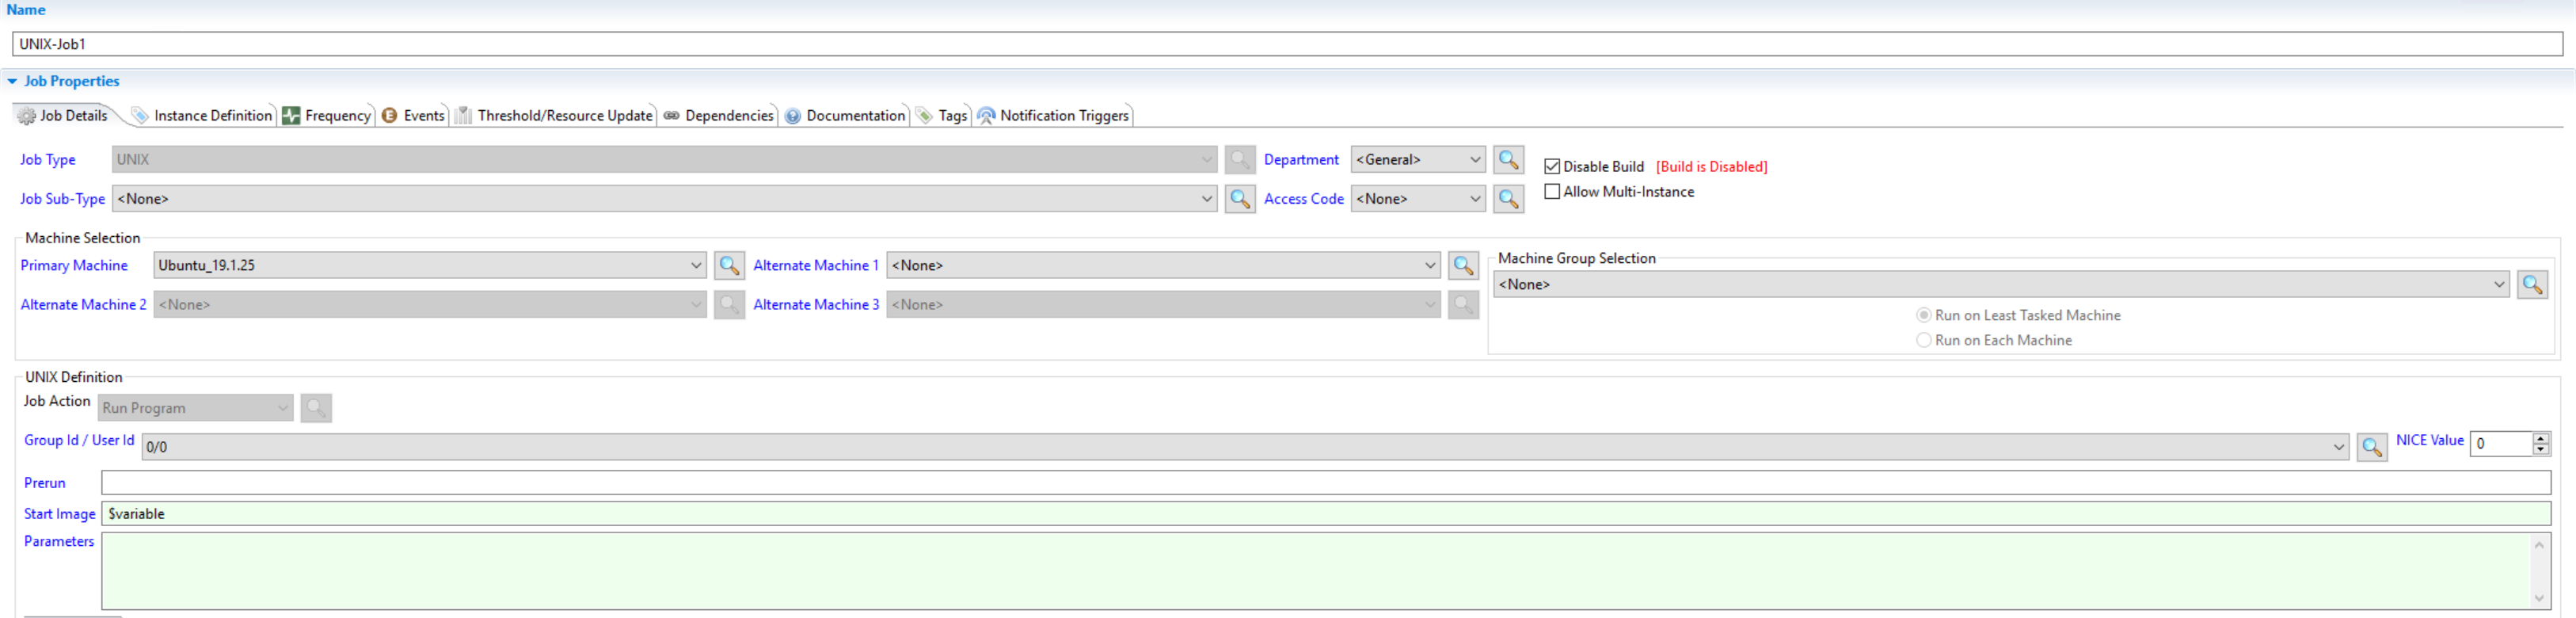 Name
UNIX-Job1
Job Properties
Job Details Instance Definition Frequency Events Threshold/Resource Update Dependencies Documentation Tags Notification Triggers
Job Type UNIX Department <General> Disable Build [Build is Disabled]
Job Sub-Type <None> Access Code <None> Allow Multi-Instance
Machine Selection
Primary Machine Ubuntu_19.1.25 Alternate Machine 1 <None>
Alternate Machine 2 <None> Alternate Machine 3 <None>
Machine Group Selection
<None>
Run on Least Tasked Machine
Run on Each Machine
UNIX Definition
Job Action Run Program
Group Id / User Id 0/0 NICE Value 0
Prerun
Start Image $variable
Parameters